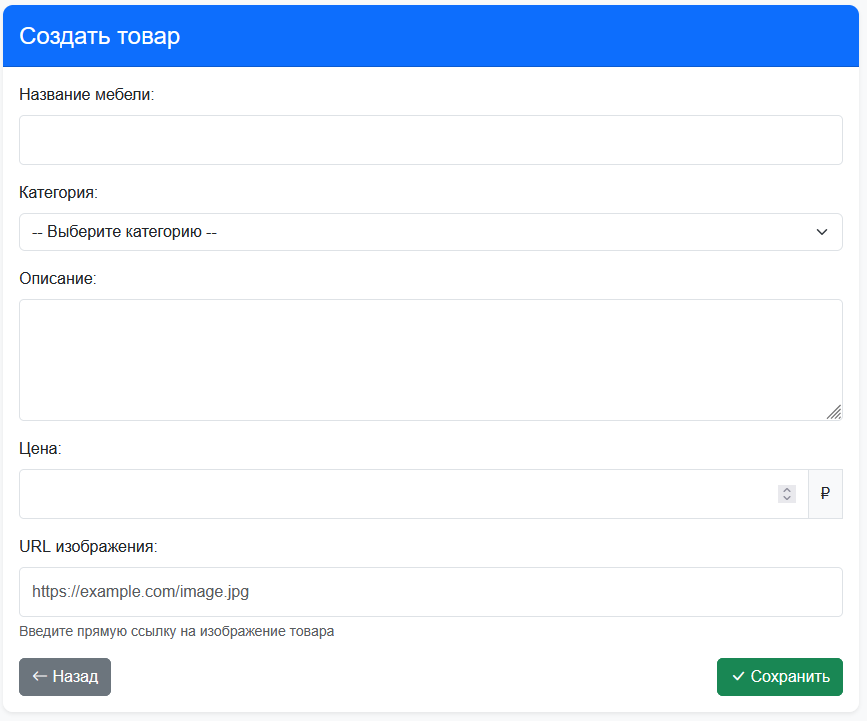 Создать товар
Название мебели:
Категория:
-- Выберите категорию --
Описание:
Цена:
₽
URL изображения:
https://example.com/image.jpg
Введите прямую ссылку на изображение товара
← Назад
✓ Сохранить